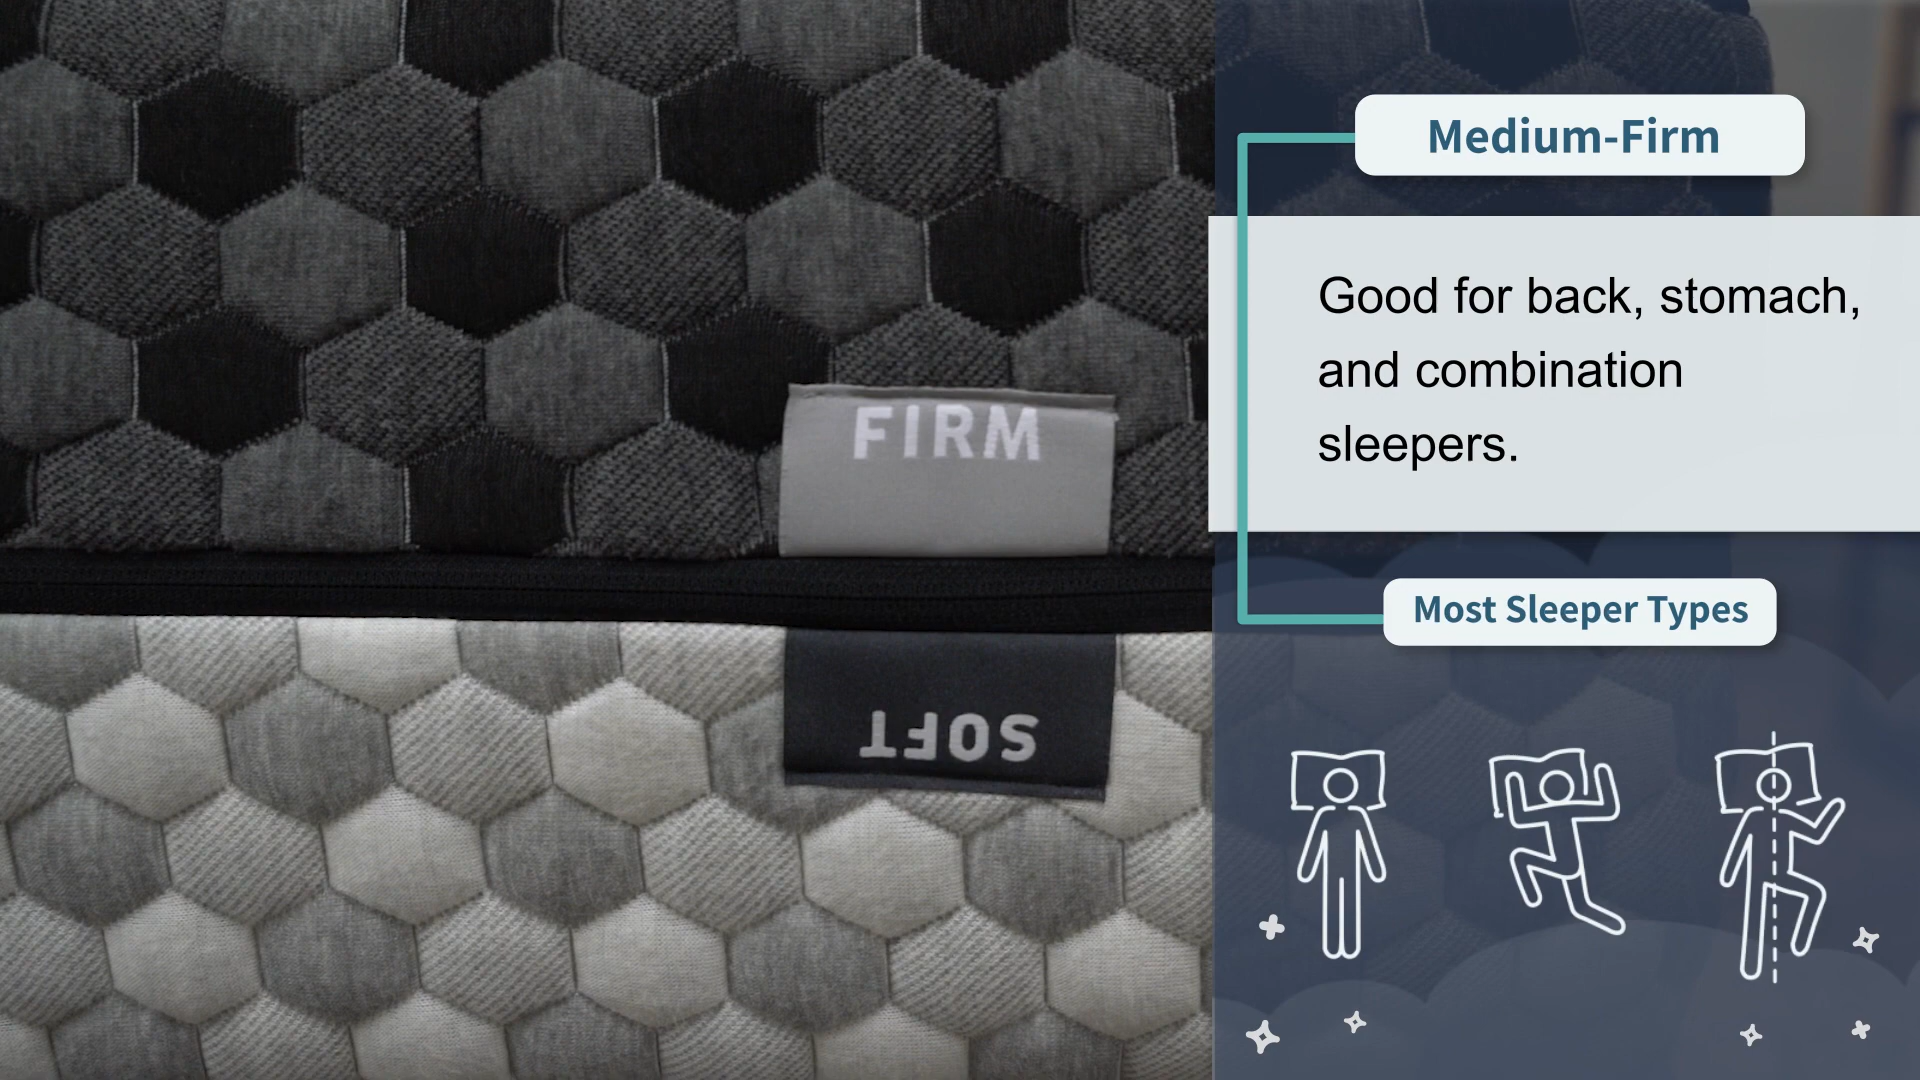 FIRM
SOFT
Medium-Firm
Good for back, stomach,
and combination
sleepers.
Most Sleeper Types